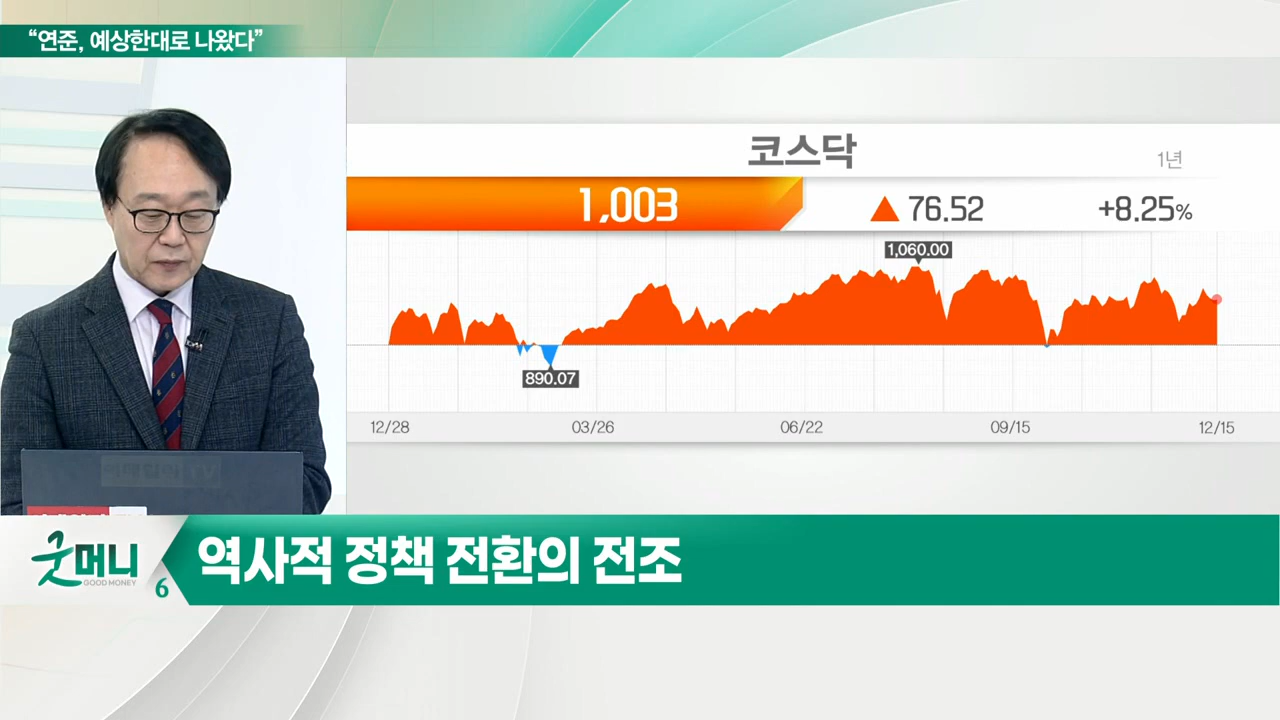 “연준, 예상한대로 나왔다”
코스닥
1년
1,003
▲ 76.52
+8.25%
1,060.00
890.07
12/28
03/26
06/22
09/15
12/15
굿머니
GOOD MONEY
6
역사적 정책 전환의 전조